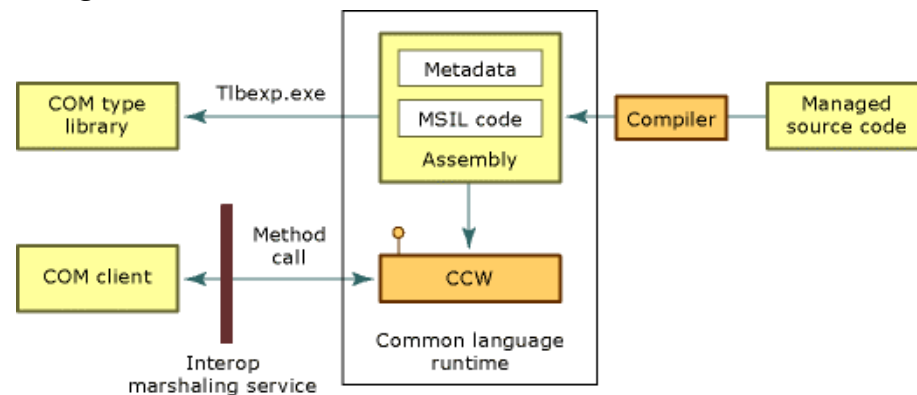 Metadata
Tlbexp.exe
COM type
library
MSIL code
Compiler
Managed
source code
Assembly
Method
call
COM client
CCW
Common language
runtime
Interop
marshaling service